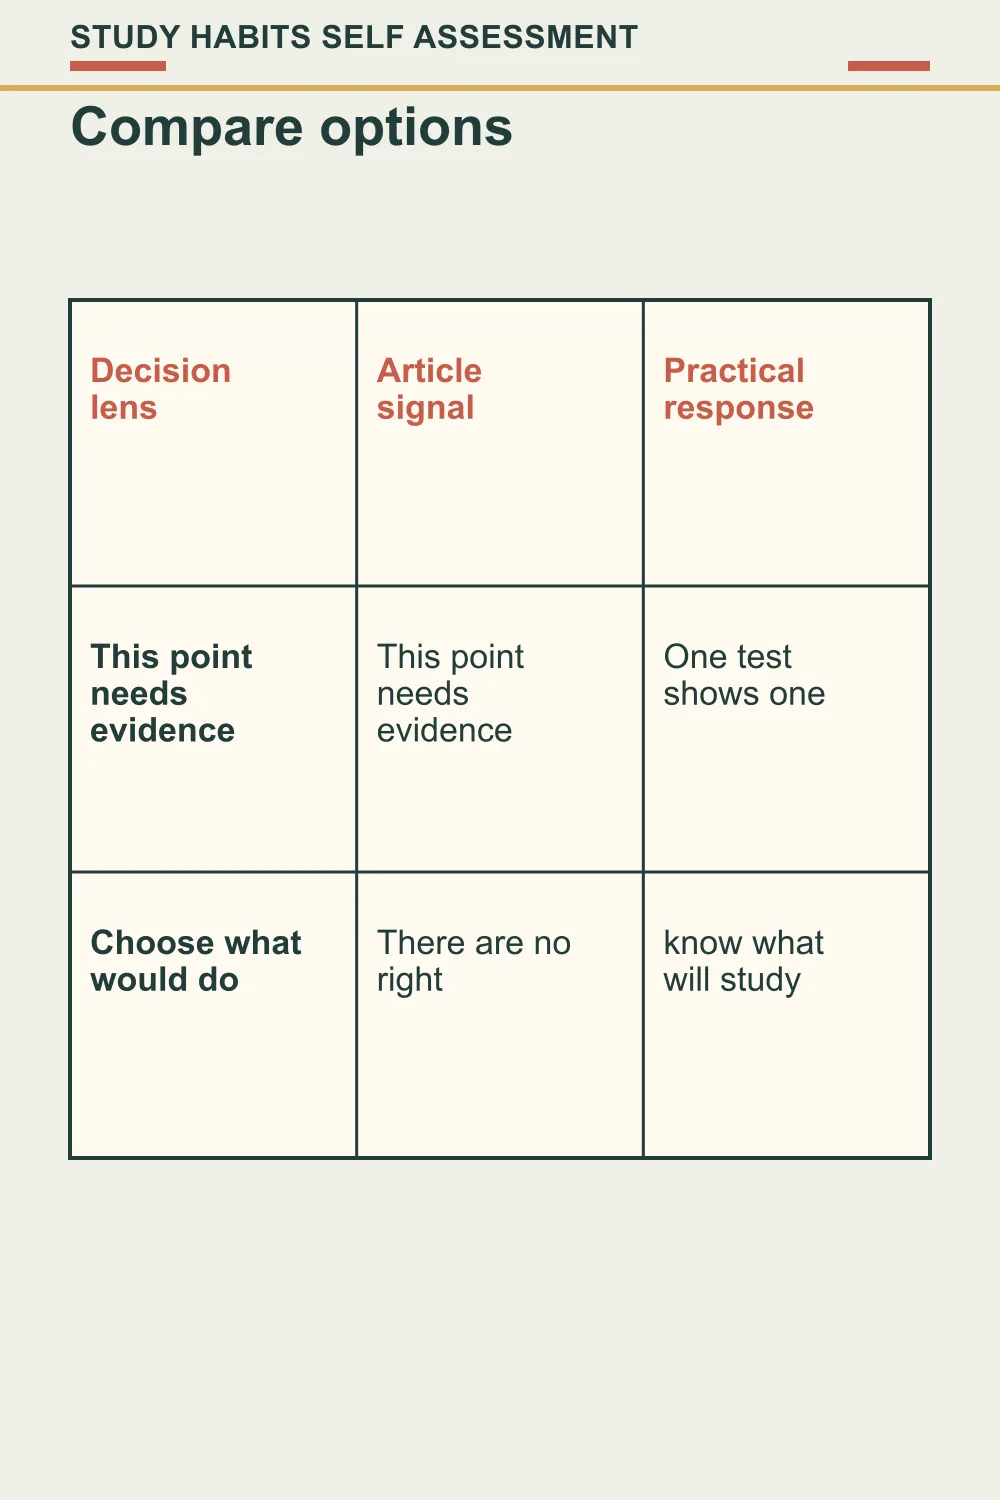 STUDY HABITS SELF ASSESSMENT
Compare options
Decision
lens
Article
signal
Practical
response
This point
needs
evidence
This point
needs
evidence
One test
shows one
Choose what
would do
There are no
right
know what
will study